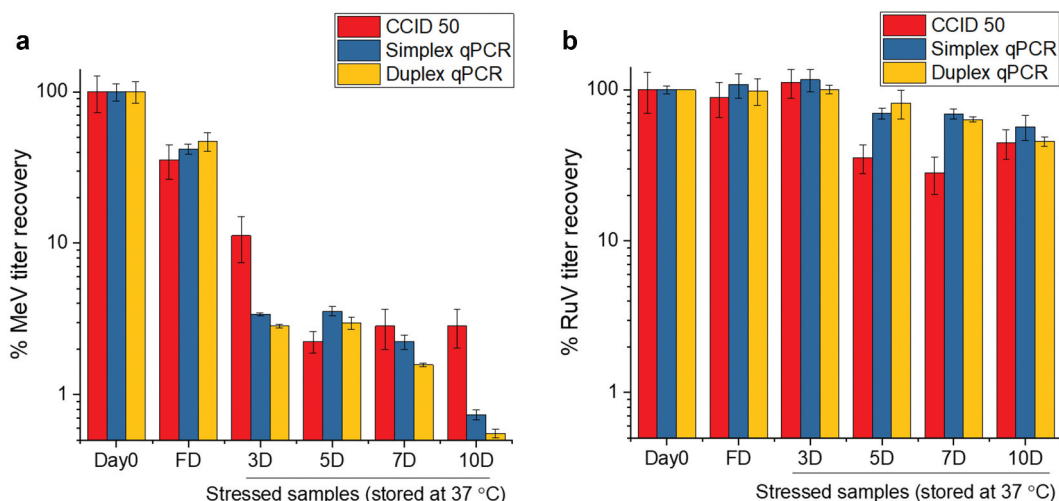 a
CCID 50
Simplex qPCR
Duplex qPCR
100
10
1
% MeV titer recovery
Day0 FD 3D 5D 7D 10D
Stressed samples (stored at 37 °C)
b
CCID 50
Simplex qPCR
Duplex qPCR
100
10
1
% RuV titer recovery
Day0 FD 3D 5D 7D 10D
Stressed samples (stored at 37 °C)